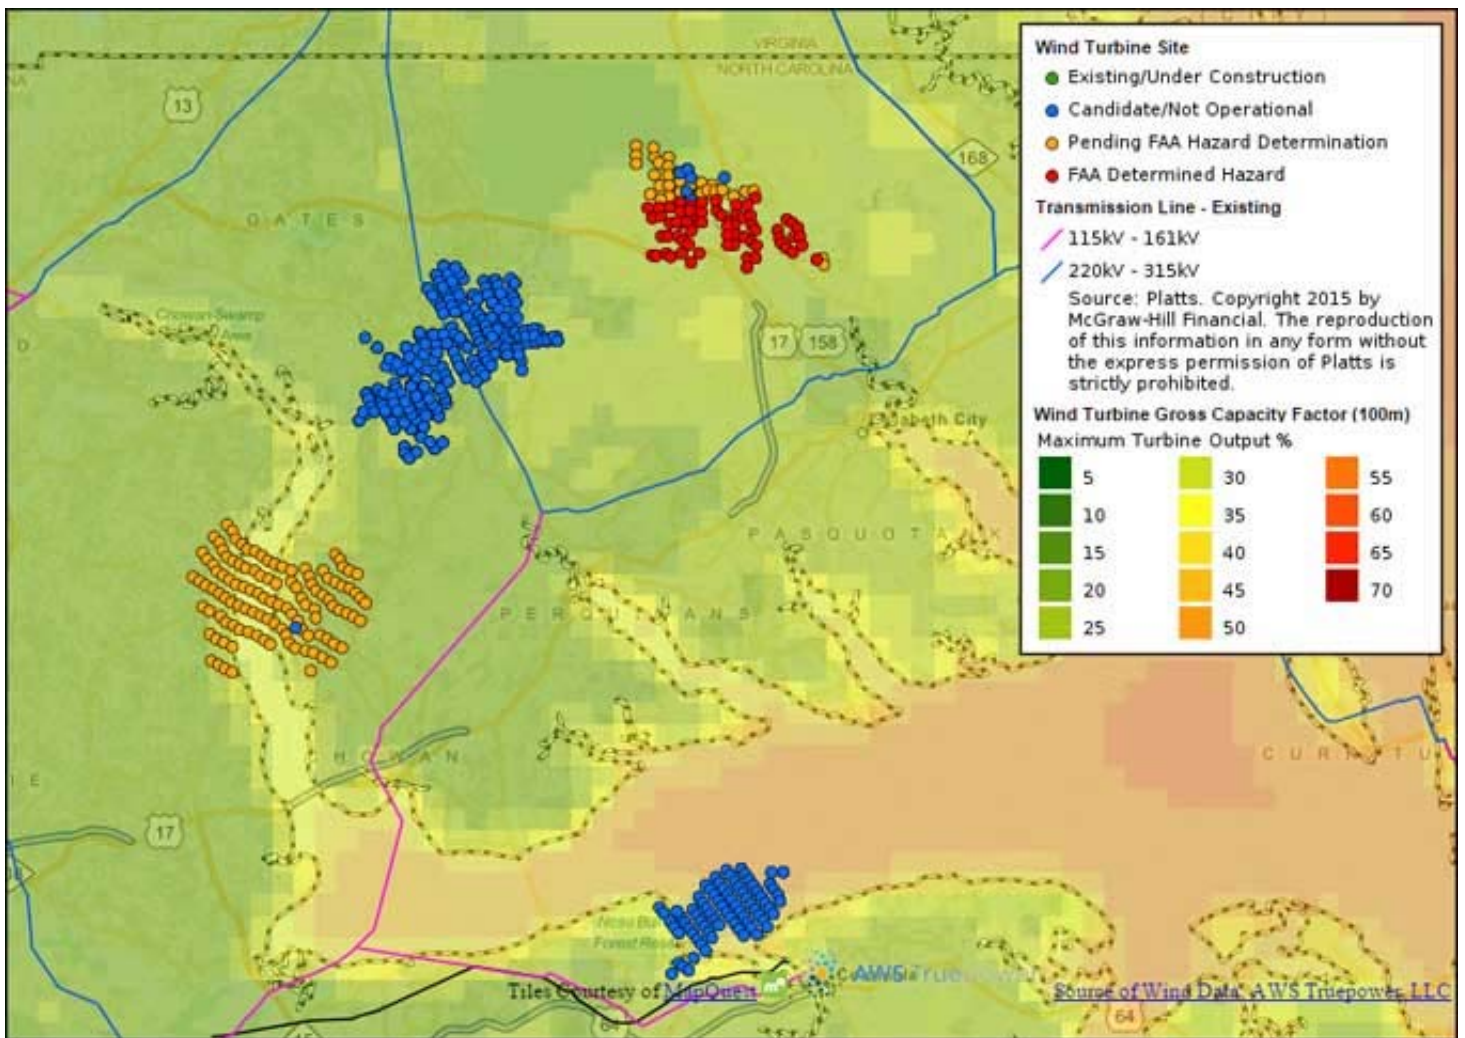 VIRGINIA
NORTH CAROLINA
13
168
GATES
17 158
Elizabeth City
PASQUOTANK
PERQUIMANS
17
CURRITU
64
64
Tiles Courtesy of MapQuest
AWS Truepower
Source of Wind Data: AWS Truepower, LLC
Wind Turbine Site
Existing/Under Construction
Candidate/Not Operational
Pending FAA Hazard Determination
FAA Determined Hazard
Transmission Line - Existing
115kV - 161kV
220kV - 315kV
Source: Platts. Copyright 2015 by
McGraw-Hill Financial. The reproduction
of this information in any form without
the express permission of Platts is
strictly prohibited.
Wind Turbine Gross Capacity Factor (100m)
Maximum Turbine Output %
5 30 55
10 35 60
15 40 65
20 45 70
25 50